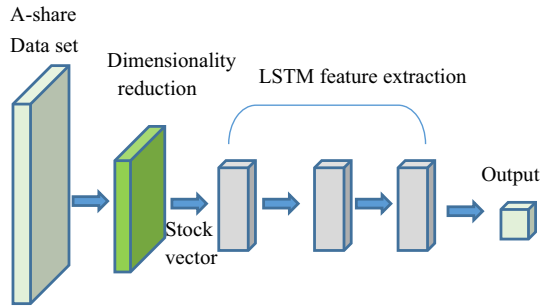 A-share
Data set
Dimensionality
reduction
LSTM feature extraction
Stock
vector
Output